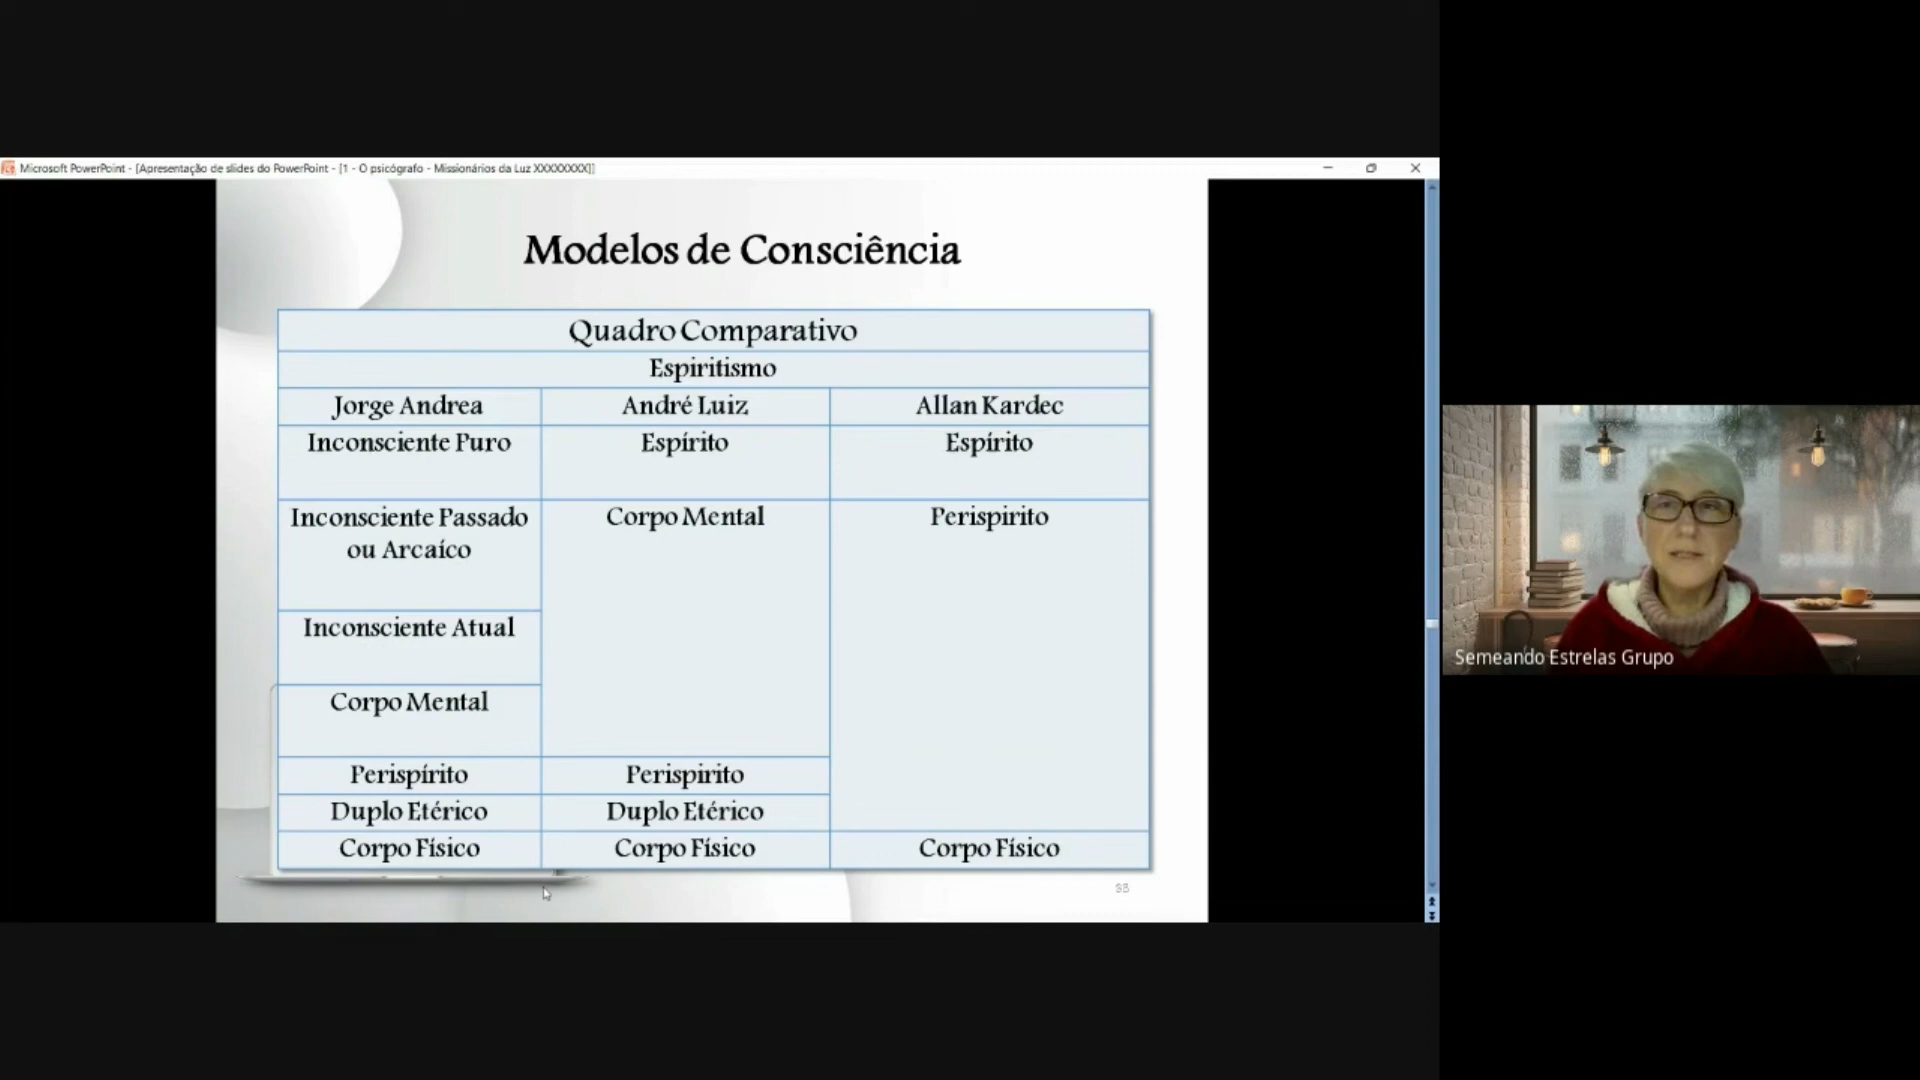 Microsoft PowerPoint - [Apresentação de slides do PowerPoint - [1 - O psicógrafo - Missionários da Luz XXXXXXXX]]
Modelos de Consciência
Quadro Comparativo
Espiritismo
Jorge Andrea
André Luiz
Allan Kardec
Inconsciente Puro
Espírito
Espírito
Inconsciente Passado
ou Arcaíco
Corpo Mental
Perispirito
Inconsciente Atual
Corpo Mental
Perispírito
Perispirito
Duplo Etérico
Duplo Etérico
Corpo Físico
Corpo Físico
Corpo Físico
Semeando Estrelas Grupo